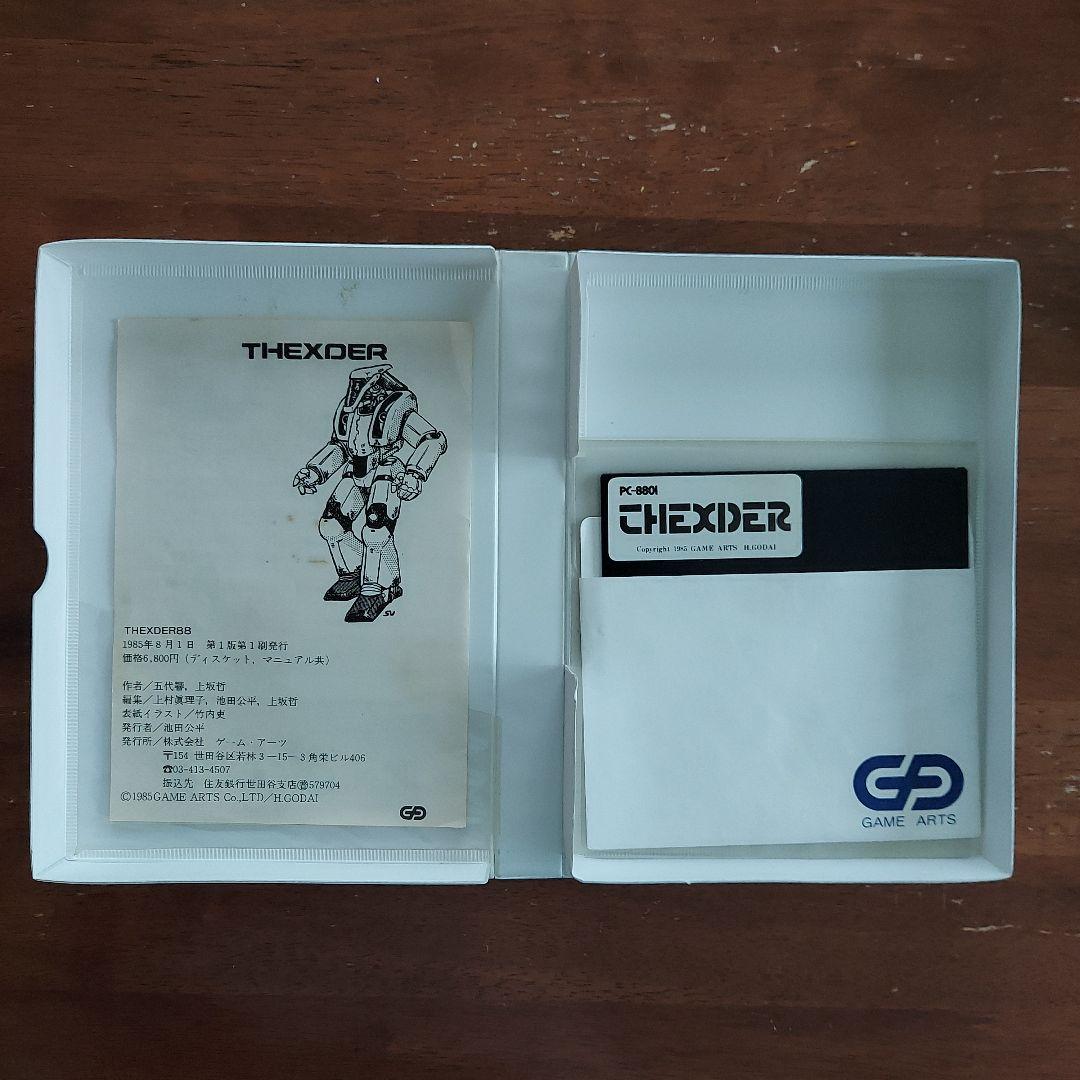 THEXDER
SU
THEXDER88
1985年8月1日 第1版第1刷発行
価格6,800円(ディスケット,マニュアル共)
作者/五代響,上坂哲
編集/上村眞理子,池田公平,上坂哲
表紙イラスト/竹内吏
発行者/池田公平
発行所/株式会社 ゲーム・アーツ
〒154 世田谷区若林3-15-3角栄ビル406
☎03-413-4507
振込先 住友銀行世田谷支店㊪579704
©1985GAME ARTS Co.,LTD/H.GODAI
PC-8801
THEXDER
Copyright 1985 GAME ARTS H.GODAI
GAME ARTS